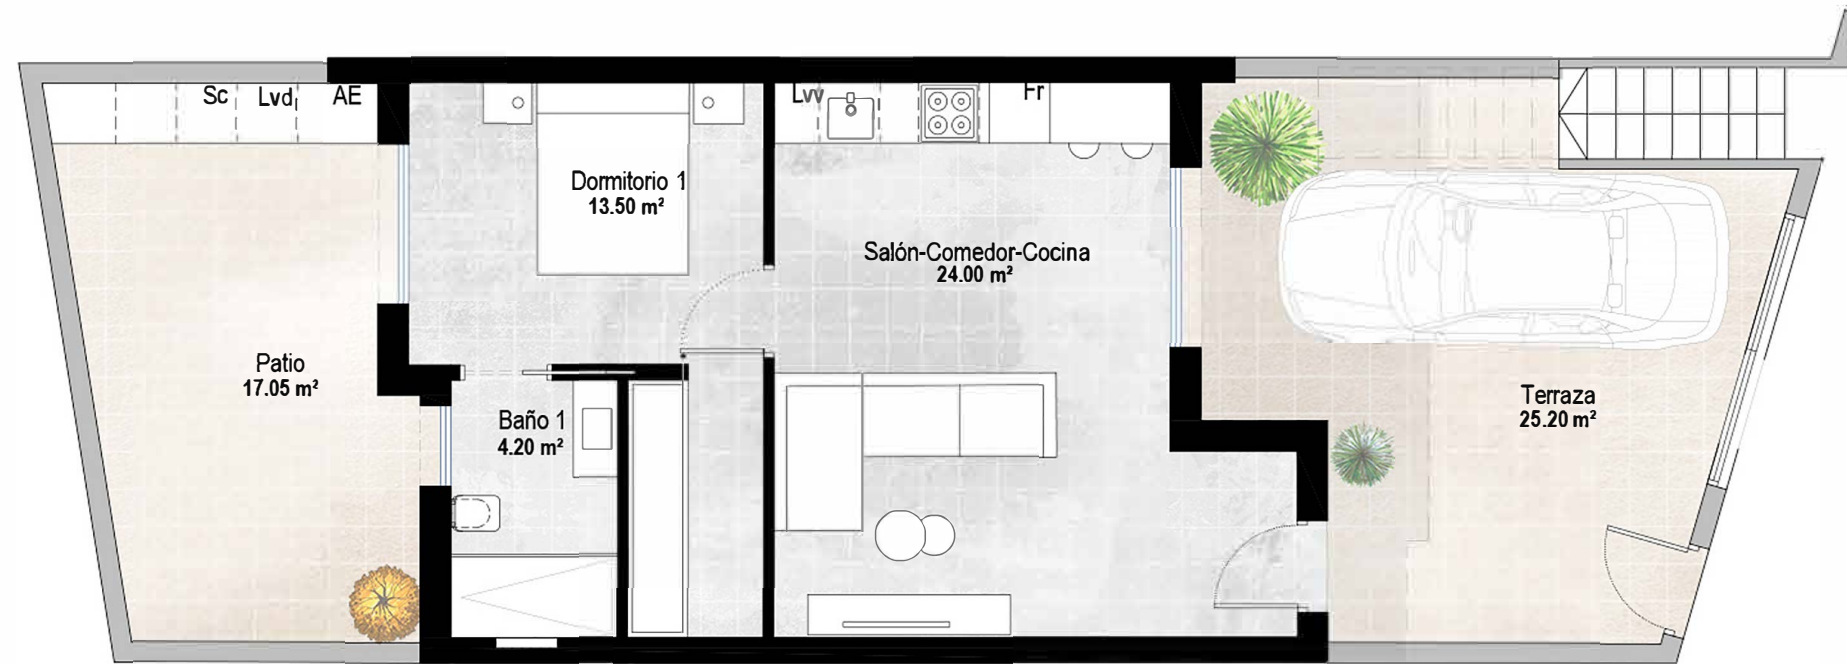 Sc Lvd AE
Lvv
Fr
Dormitorio 1
13.50 m²
Salón-Comedor-Cocina
24.00 m²
Patio
17.05 m²
Baño 1
4.20 m²
Terraza
25.20 m²